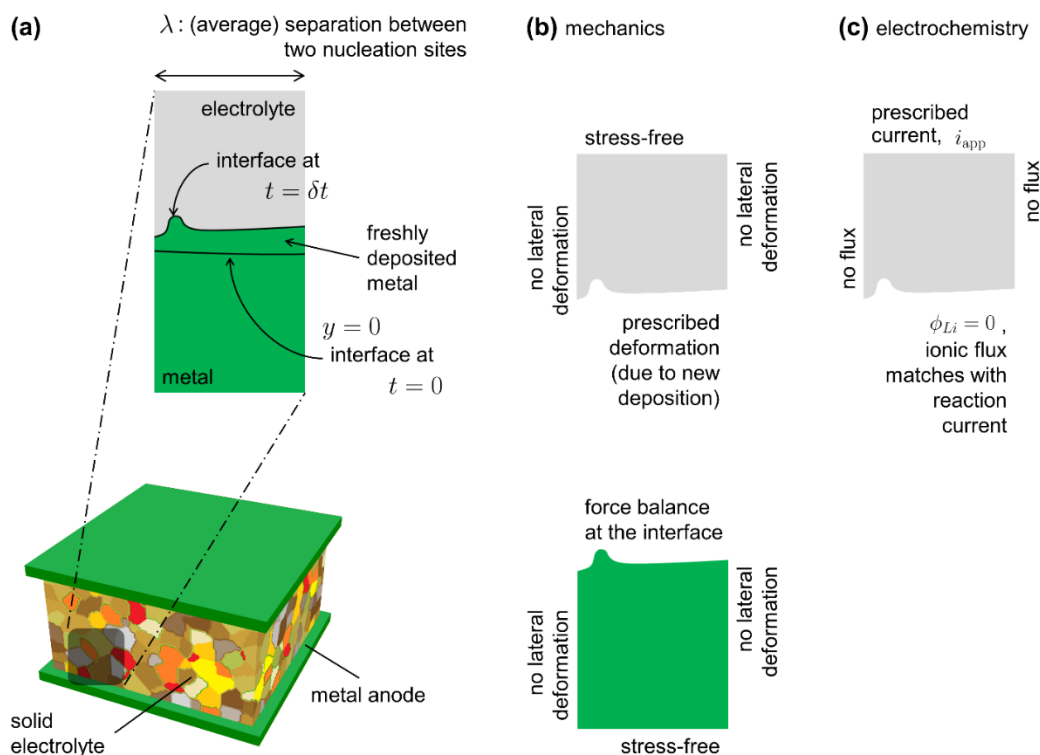 (a)
λ : (average) separation between
two nucleation sites
electrolyte
interface at
t = δt
freshly
deposited
metal
y = 0
interface at
t = 0
metal
metal anode
solid
electrolyte
(b) mechanics
stress-free
no lateral
deformation
no lateral
deformation
prescribed
deformation
(due to new
deposition)
force balance
at the interface
no lateral
deformation
no lateral
deformation
stress-free
(c) electrochemistry
prescribed
current, i_app
no flux
no flux
ϕ_Li = 0 ,
ionic flux
matches with
reaction
current